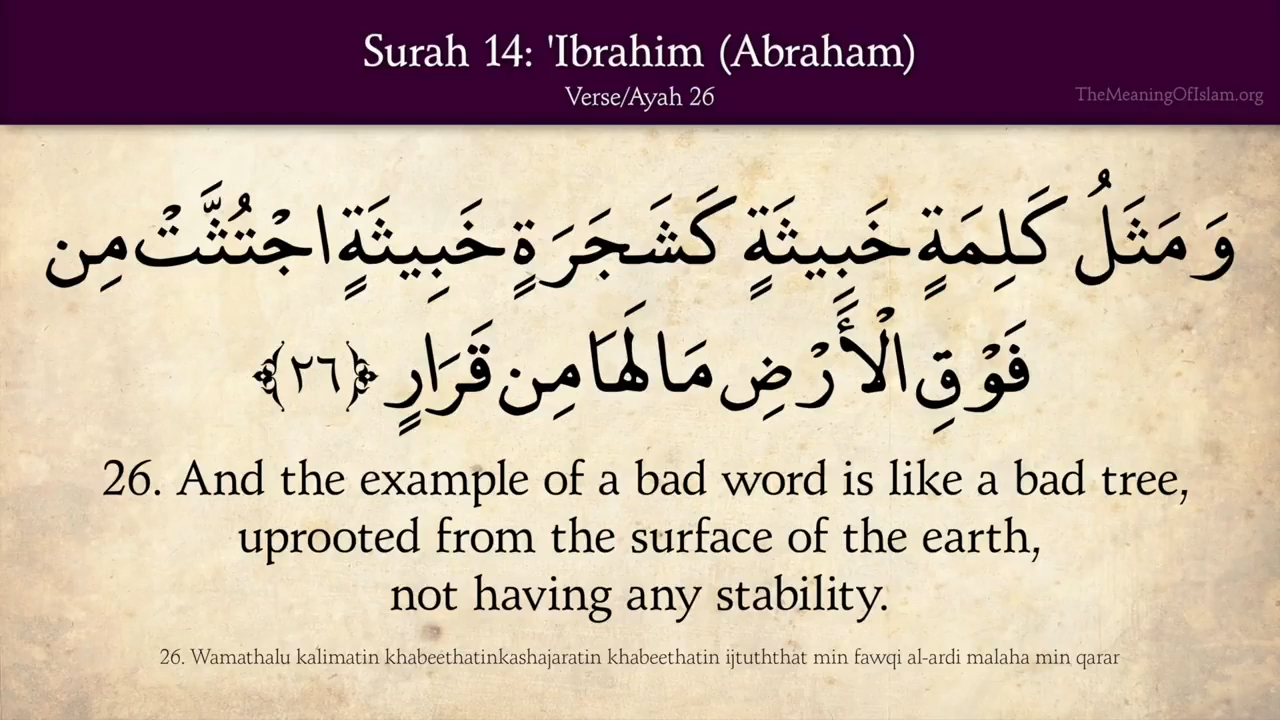 Surah 14: 'Ibrahim (Abraham)
Verse/Ayah 26
TheMeaningOfIslam.org
وَمَثَلُ كَلِمَةٍ خَبِيثَةٍ كَشَجَرَةٍ خَبِيثَةٍ اجْتُثَّتْ مِن
فَوْقِ الْأَرْضِ مَا لَهَا مِن قَرَارٍ ﴿٢٦﴾
26. And the example of a bad word is like a bad tree,
uprooted from the surface of the earth,
not having any stability.
26. Wamathalu kalimatin khabeethatinkashajaratin khabeethatin ijtuththat min fawqi al-ardi malaha min qarar